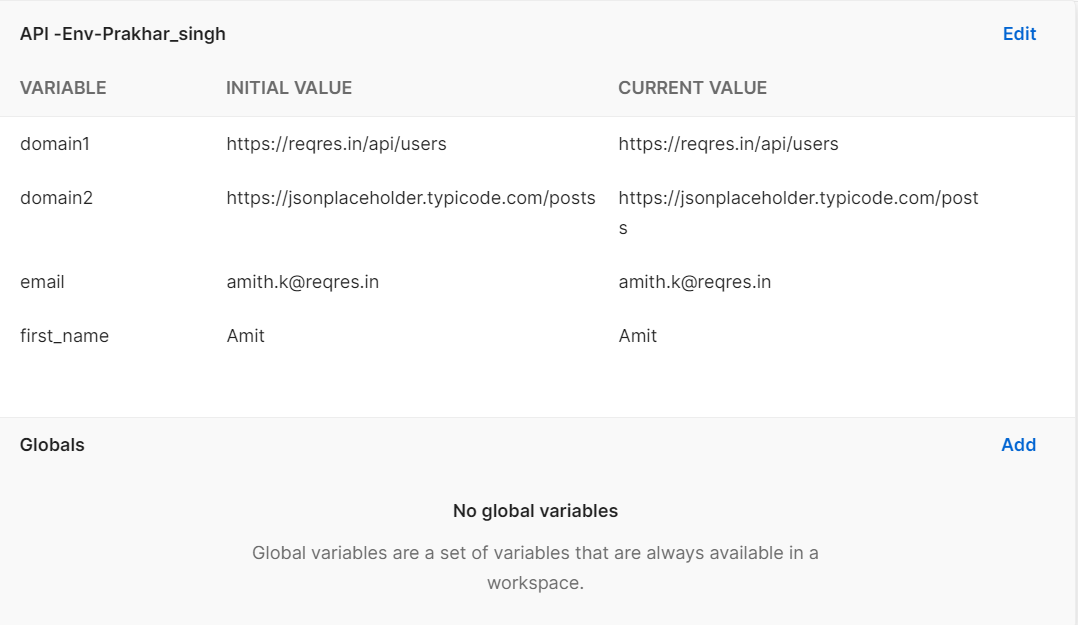 API -Env-Prakhar_singh Edit
VARIABLE INITIAL VALUE CURRENT VALUE
domain1 https://reqres.in/api/users https://reqres.in/api/users
domain2 https://jsonplaceholder.typicode.com/posts https://jsonplaceholder.typicode.com/post
s
email amith.k@reqres.in amith.k@reqres.in
first_name Amit Amit
Globals Add
No global variables
Global variables are a set of variables that are always available in a
workspace.